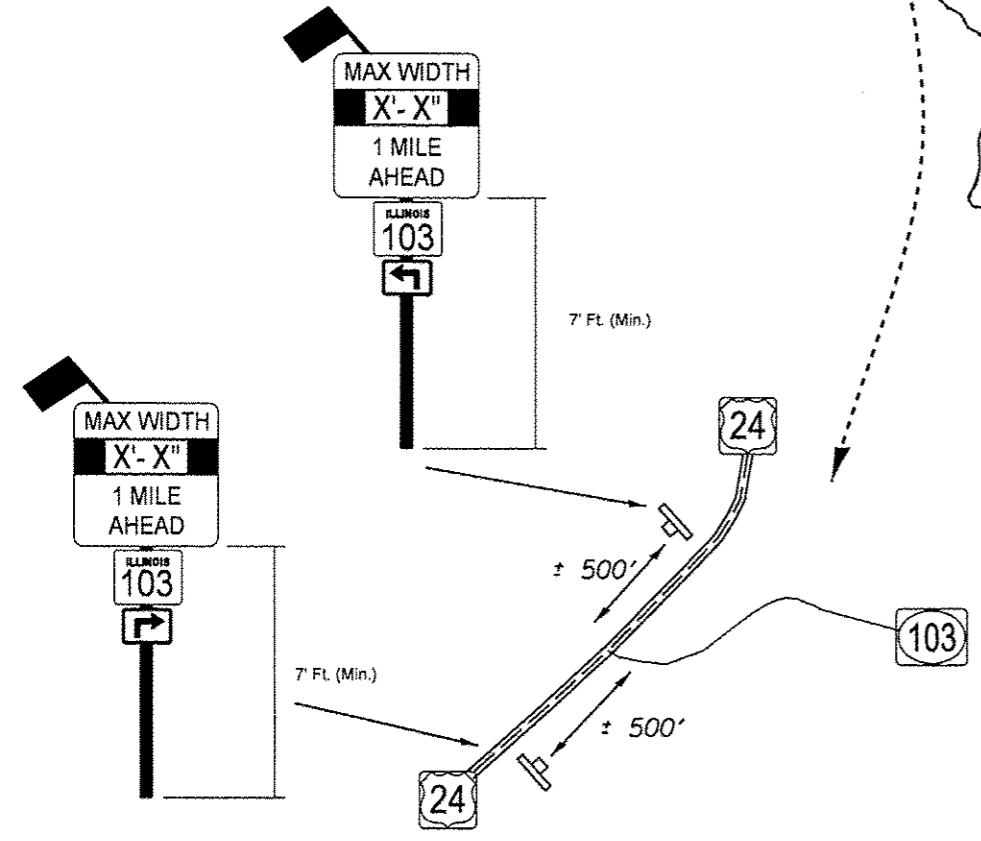 MAX WIDTH
X'- X"
1 MILE
AHEAD
ILLINOIS
103
7' Ft. (Min.)
MAX WIDTH
X'- X"
1 MILE
AHEAD
ILLINOIS
103
7' Ft. (Min.)
24
± 500'
103
± 500'
24